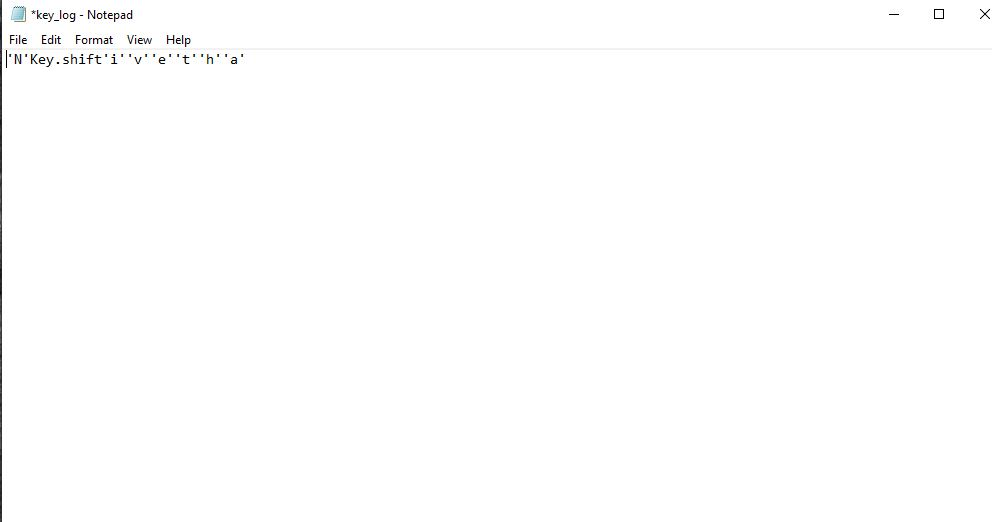 *key_log - Notepad
File Edit Format View Help
'N'Key.shift'i''v''e''t''h''a'